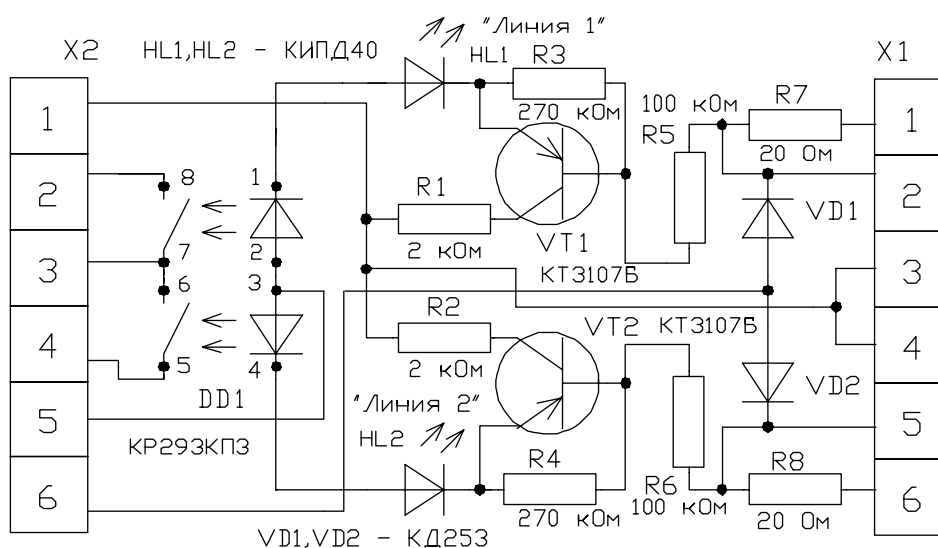 "Линия 1"
X2 HL1,HL2 - КИПД40 HL1 R3 X1
270 кОм 100 кОм R7
1 R5 1
20 Ом
8 1 R1 2
2 VD1
2 кОм VT1
7 2 КТ3107Б
3 6 3 3
R2 VT2 КТ3107Б
4 5 4 2 кОм 4
DD1 "Линия 2" VD2
5 КР293КП3 HL2 R4 R6 R8 5
6 270 кОм 100 кОм 20 Ом 6
VD1,VD2 - КД253